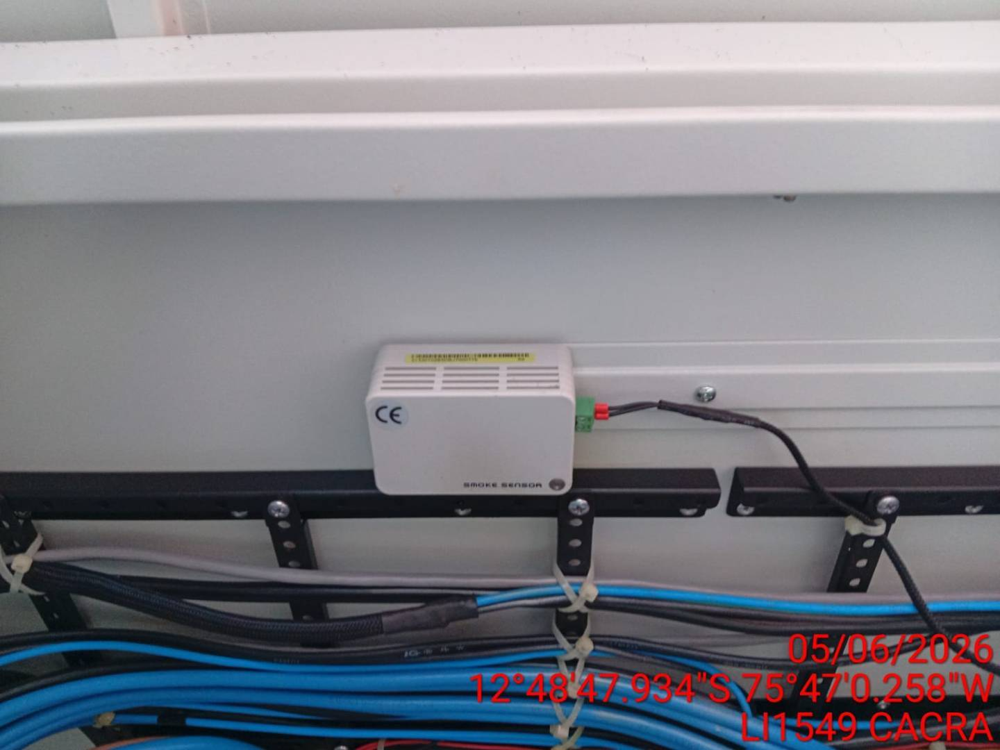 CE
SMOKE SENSOR
05/06/2026
12°48'47.934"S 75°47'0.258"W
LI1549 CACRA